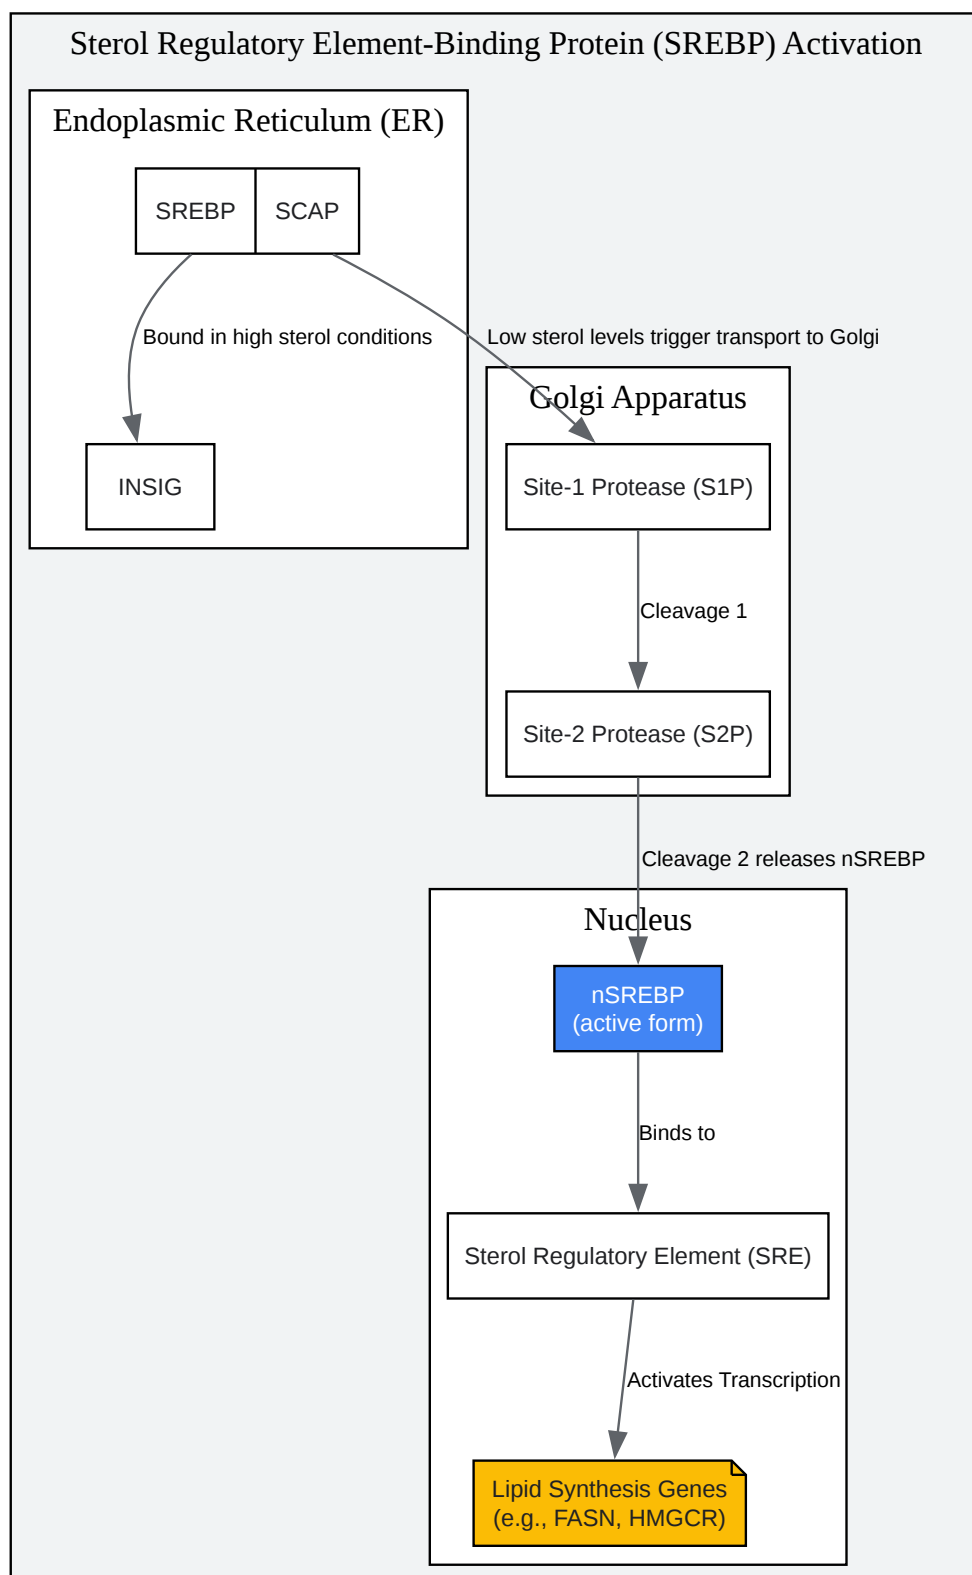 Sterol Regulatory Element-Binding Protein (SREBP) Activation
Endoplasmic Reticulum (ER)
SREBP
SCAP
Bound in high sterol conditions
Low sterol levels trigger transport to Golgi
Golgi Apparatus
INSIG
Site-1 Protease (S1P)
Cleavage 1
Site-2 Protease (S2P)
Cleavage 2 releases nSREBP
Nucleus
nSREBP
(active form)
Binds to
Sterol Regulatory Element (SRE)
Activates Transcription
Lipid Synthesis Genes
(e.g., FASN, HMGCR)